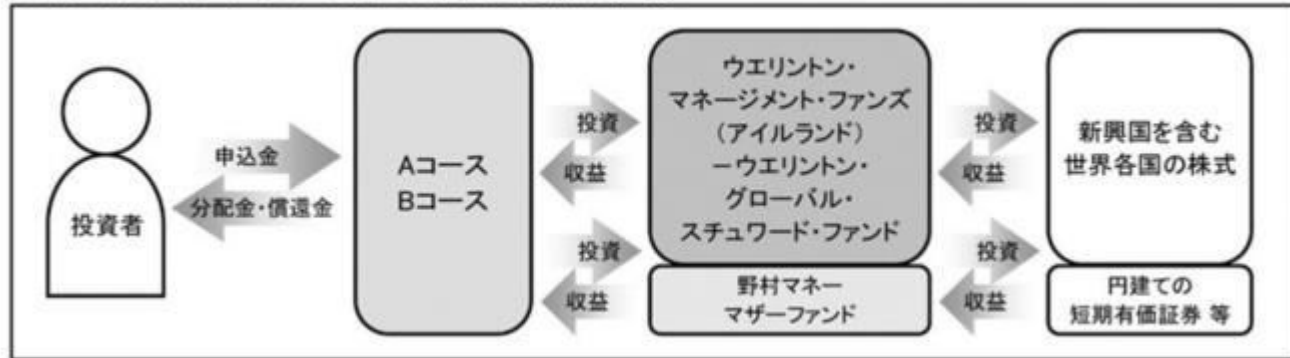 投資者
申込金
分配金・償還金
Aコース
Bコース
投資
収益
投資
収益
ウエリントン・
マネージメント・ファンズ
（アイルランド）
－ウエリントン・
グローバル・
スチュワード・ファンド
野村マネー
マザーファンド
投資
収益
投資
収益
新興国を含む
世界各国の株式
円建ての
短期有価証券 等